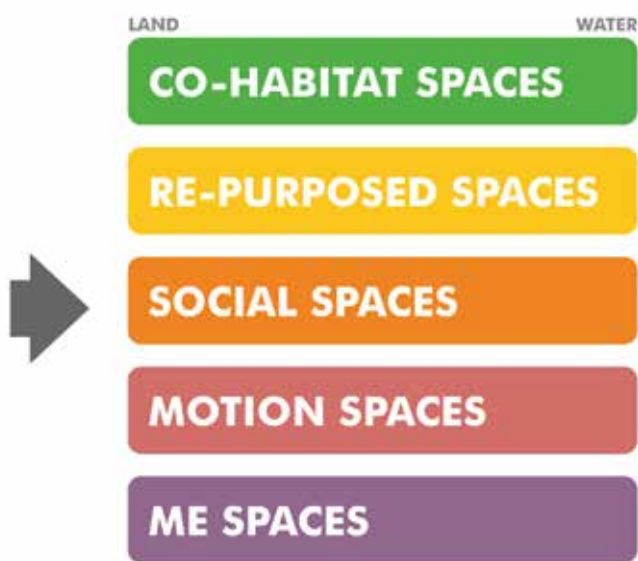 LAND WATER
CO-HABITAT SPACES
RE-PURPOSED SPACES
SOCIAL SPACES
MOTION SPACES
ME SPACES